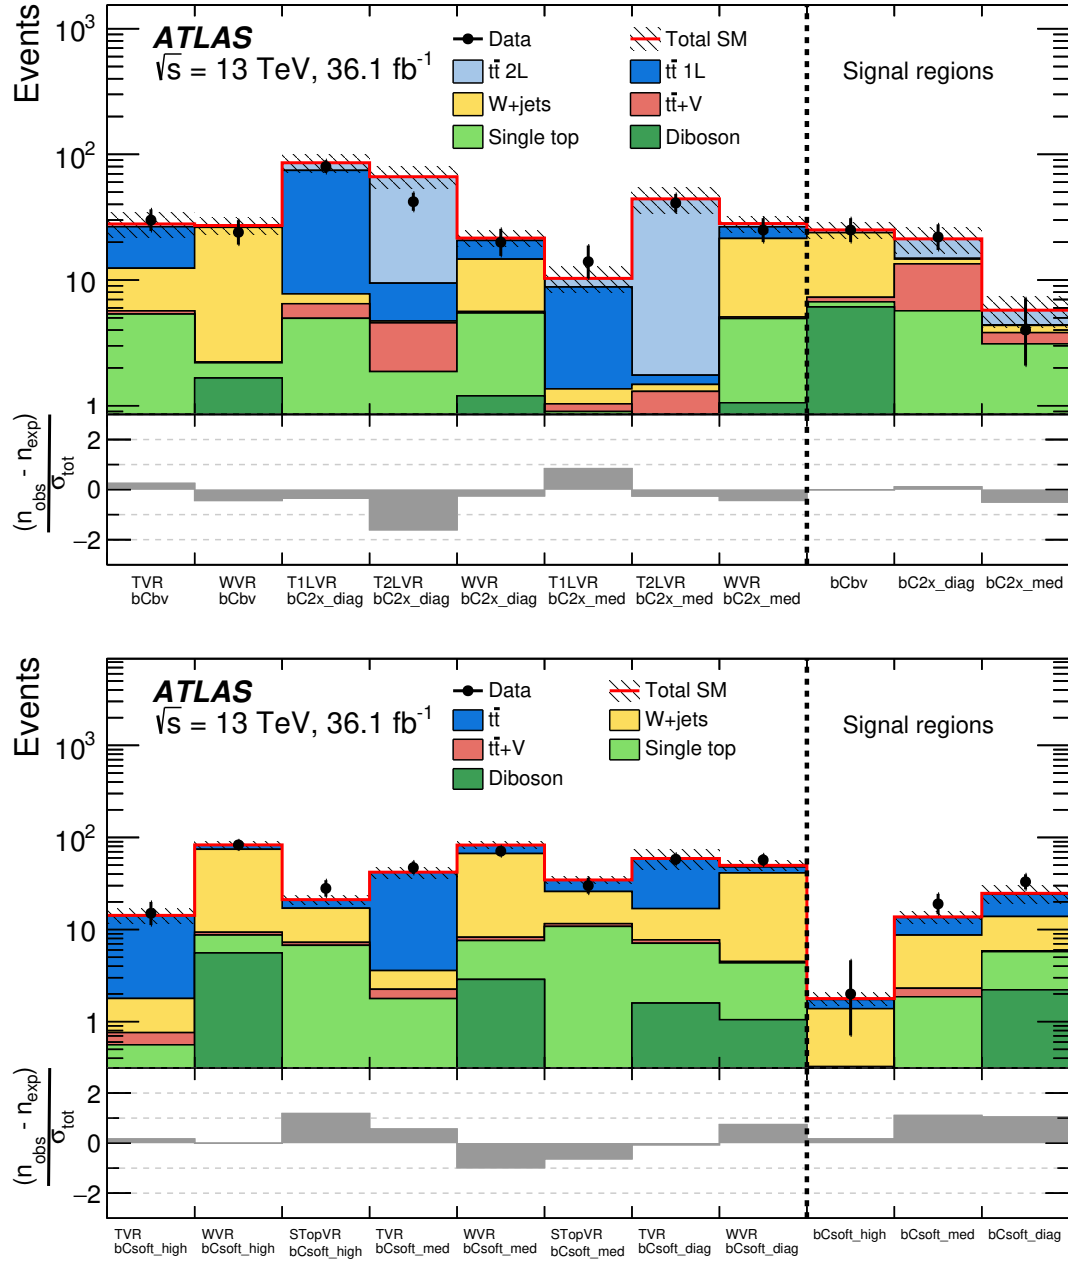 Events
10³
10²
10
1
ATLAS
√s = 13 TeV, 36.1 fb⁻¹
Data
Total SM
tt̄ 2L
tt̄ 1L
W+jets
tt̄+V
Single top
Diboson
Signal regions
(n_obs - n_exp)
σ_tot
2
0
−2
TVR WVR T1LVR T2LVR WVR T1LVR T2LVR WVR bCbv bC2x_diag bC2x_med
bCbv bCbv bC2x_diag bC2x_diag bC2x_diag bC2x_med bC2x_med bC2x_med
Events
10³
10²
10
1
ATLAS
√s = 13 TeV, 36.1 fb⁻¹
Data
Total SM
tt̄
W+jets
tt̄+V
Single top
Diboson
Signal regions
(n_obs - n_exp)
σ_tot
2
0
−2
TVR WVR STopVR TVR WVR STopVR TVR WVR bCsoft_high bCsoft_med bCsoft_diag
bCsoft_high bCsoft_high bCsoft_high bCsoft_med bCsoft_med bCsoft_med bCsoft_diag bCsoft_diag